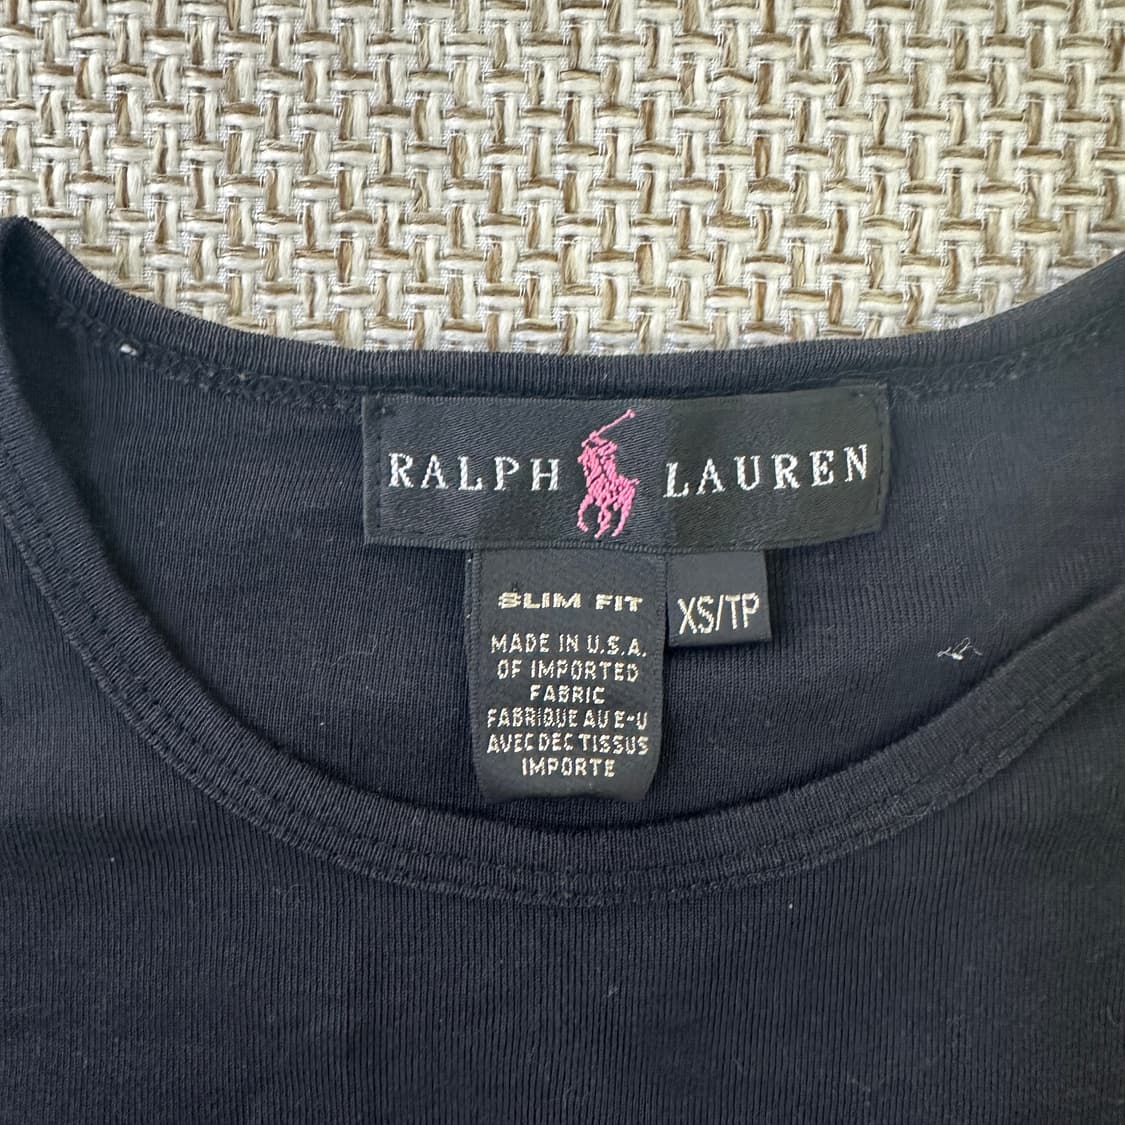 RALPH LAUREN
SLIM FIT
XS/TP
MADE IN U.S.A.
OF IMPORTED
FABRIC
FABRIQUE AU E-U
AVEC DEC TISSUS
IMPORTE